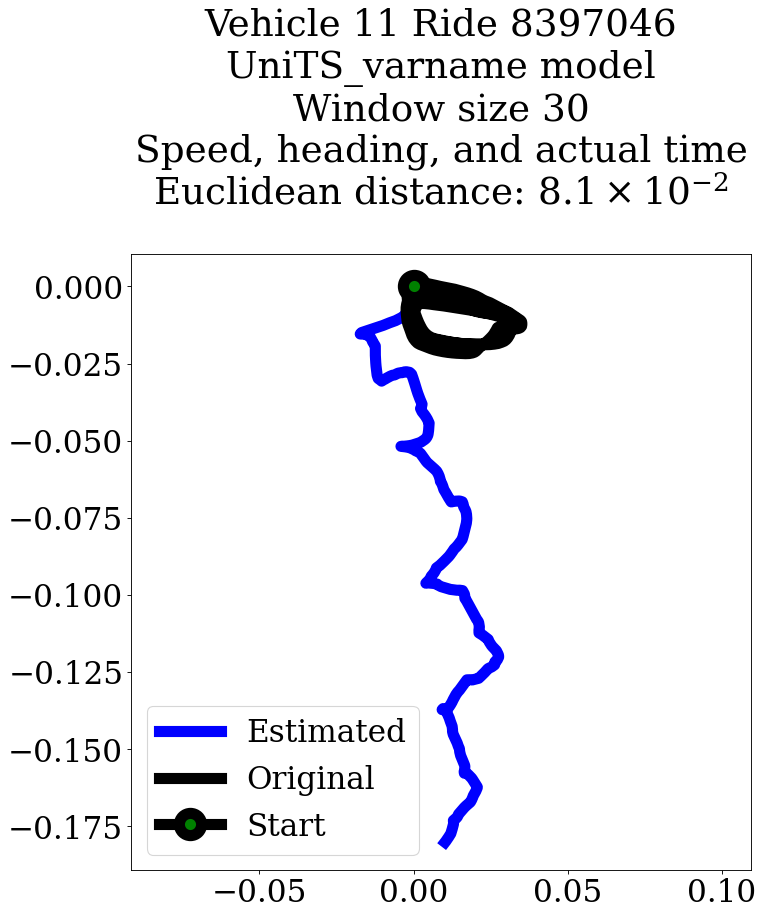 Vehicle 11 Ride 8397046
UniTS_varname model
Window size 30
Speed, heading, and actual time
Euclidean distance: 8.1 × 10⁻²
0.000
−0.025
−0.050
−0.075
−0.100
−0.125
−0.150
−0.175
Estimated
Original
Start
−0.05 0.00 0.05 0.10